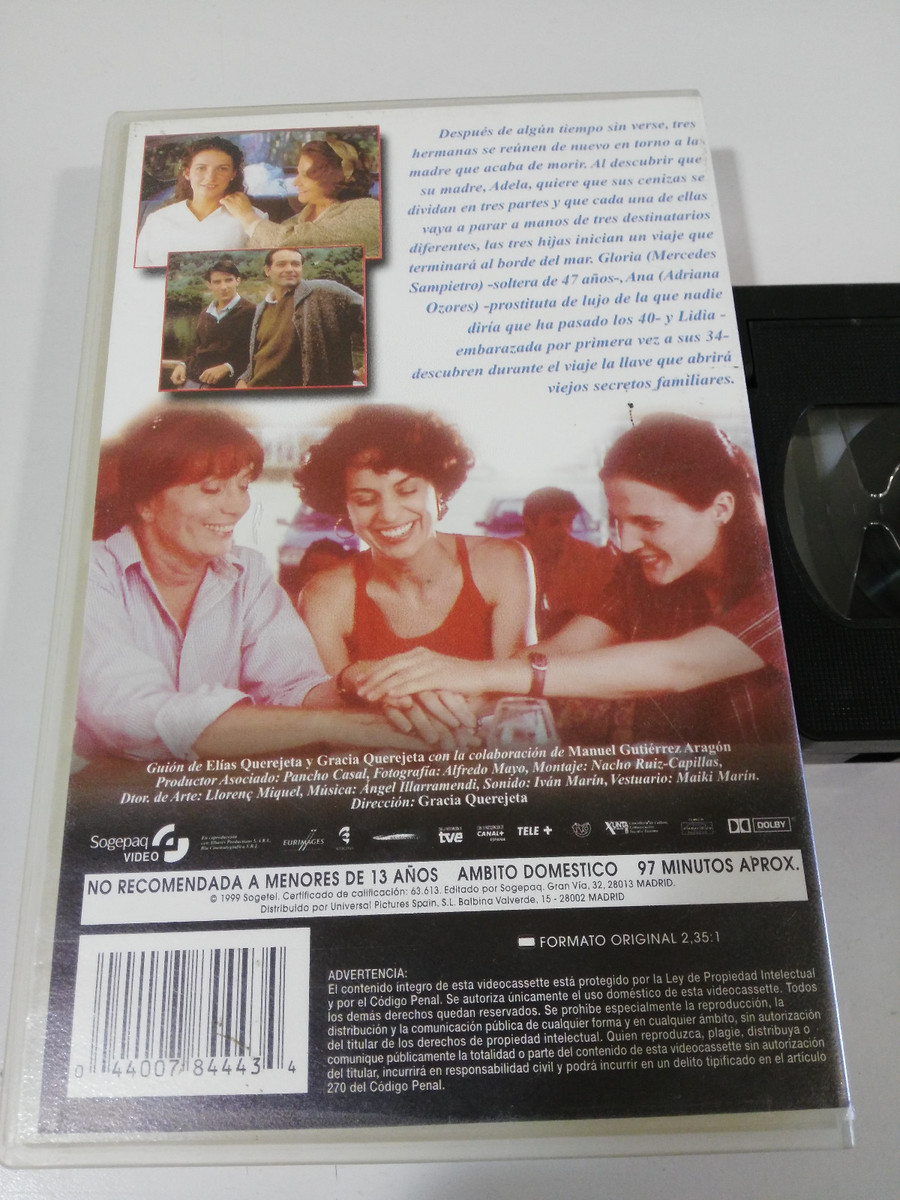 Después de algún tiempo sin verse, tres
hermanas se reúnen de nuevo en torno a la
madre que acaba de morir. Al descubrir que
su madre, Adela, quiere que sus cenizas se
dividan en tres partes y que cada una de ellas
vaya a parar a manos de tres destinatarios
diferentes, las tres hijas inician un viaje que
terminará al borde del mar. Gloria (Mercedes
Sampietro) -soltera de 47 años-, Ana (Adriana
Ozores) -prostituta de lujo de la que nadie
diría que ha pasado los 40- y Lidia -
embarazada por primera vez a sus 34-
descubren durante el viaje la llave que abrirá
viejos secretos familiares.
Guión de Elías Querejeta y Gracia Querejeta con la colaboración de Manuel Gutiérrez Aragón
Productor Asociado: Pancho Casal, Fotografía: Alfredo Mayo, Montaje: Nacho Ruiz-Capillas,
Dtor. de Arte: Llorenç Miquel, Música: Ángel Illarramendi, Sonido: Iván Marín, Vestuario: Maiki Marín.
Dirección: Gracia Querejeta
Sogepaq VIDEO
EURIMAGES
tve
CANAL+
TELE +
XUNTA
DOLBY
NO RECOMENDADA A MENORES DE 13 AÑOS AMBITO DOMESTICO 97 MINUTOS APROX.
© 1999 Sogetel. Certificado de calificación: 63.613. Editado por Sogepaq. Gran Vía, 32, 28013 MADRID.
Distribuido por Universal Pictures Spain, S.L. Balbina Valverde, 15 - 28002 MADRID
FORMATO ORIGINAL 2,35:1
ADVERTENCIA:
El contenido íntegro de esta videocassette está protegido por la Ley de Propiedad Intelectual
y por el Código Penal. Se autoriza únicamente el uso doméstico de esta videocassette. Todos
los demás derechos quedan reservados. Se prohibe especialmente la reproducción, la
distribución y la comunicación pública de cualquier forma y en cualquier ámbito, sin autorización
del titular de los derechos de propiedad intelectual. Quien reproduzca, plagie, distribuya o
comunique públicamente la totalidad o parte del contenido de esta videocassette sin autorización
del titular, incurrirá en responsabilidad civil y podrá incurrir en un delito tipificado en el artículo
270 del Código Penal.
0 44007 84443 4